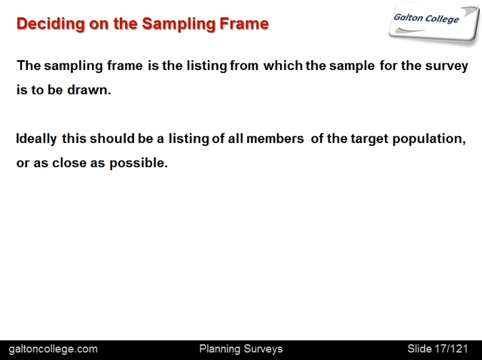 Deciding on the Sampling Frame
Galton College
The sampling frame is the listing from which the sample for the survey
is to be drawn.
Ideally this should be a listing of all members of the target population,
or as close as possible.
galtoncollege.com Planning Surveys Slide 17/121